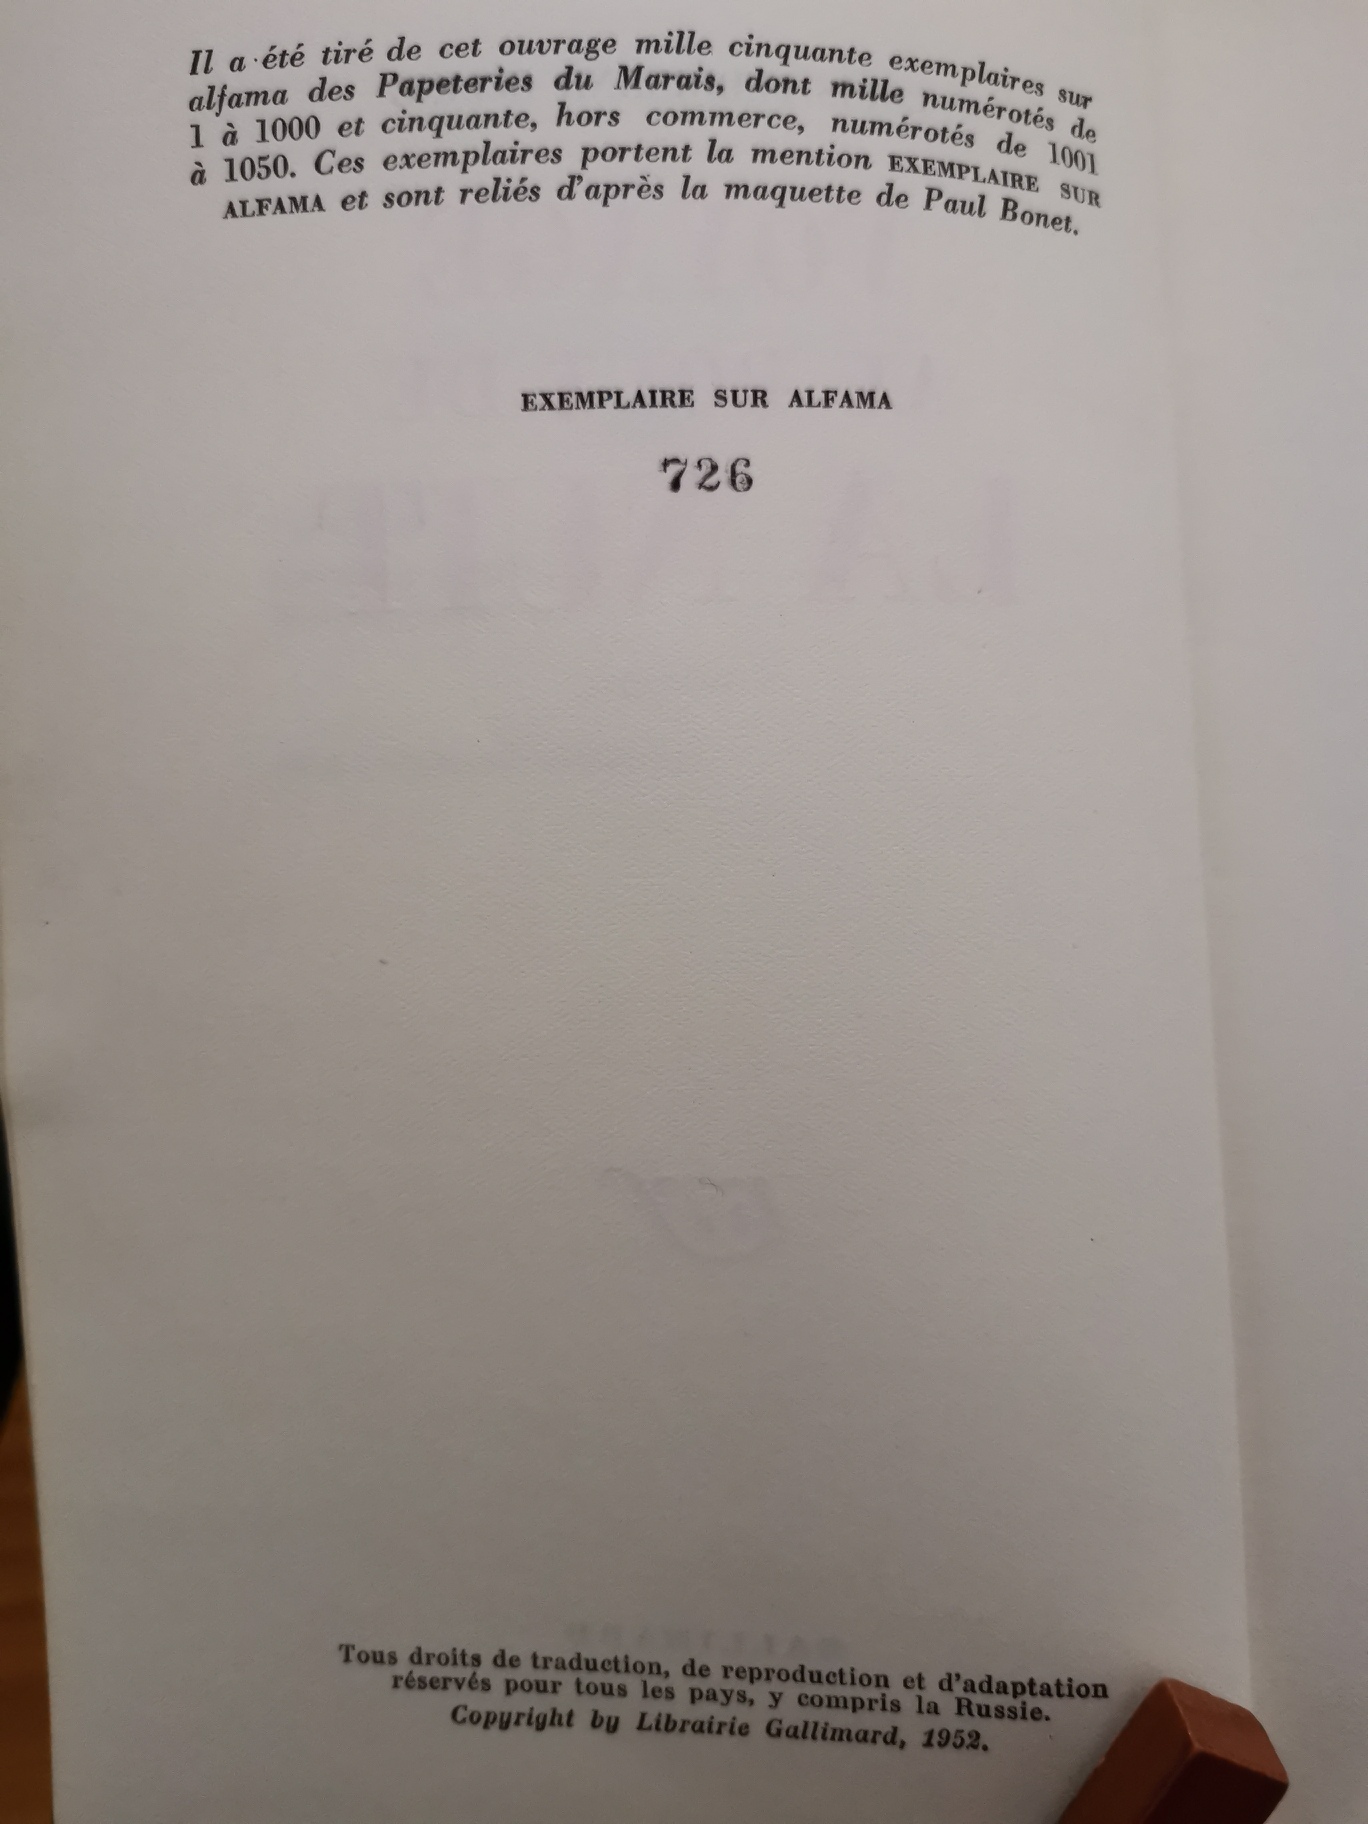 Il a été tiré de cet ouvrage mille cinquante exemplaires sur
alfama des Papeteries du Marais, dont mille numérotés de
1 à 1000 et cinquante, hors commerce, numérotés de 1001
à 1050. Ces exemplaires portent la mention EXEMPLAIRE SUR
ALFAMA et sont reliés d'après la maquette de Paul Bonet.
EXEMPLAIRE SUR ALFAMA
726
Tous droits de traduction, de reproduction et d'adaptation
réservés pour tous les pays, y compris la Russie.
Copyright by Librairie Gallimard, 1952.